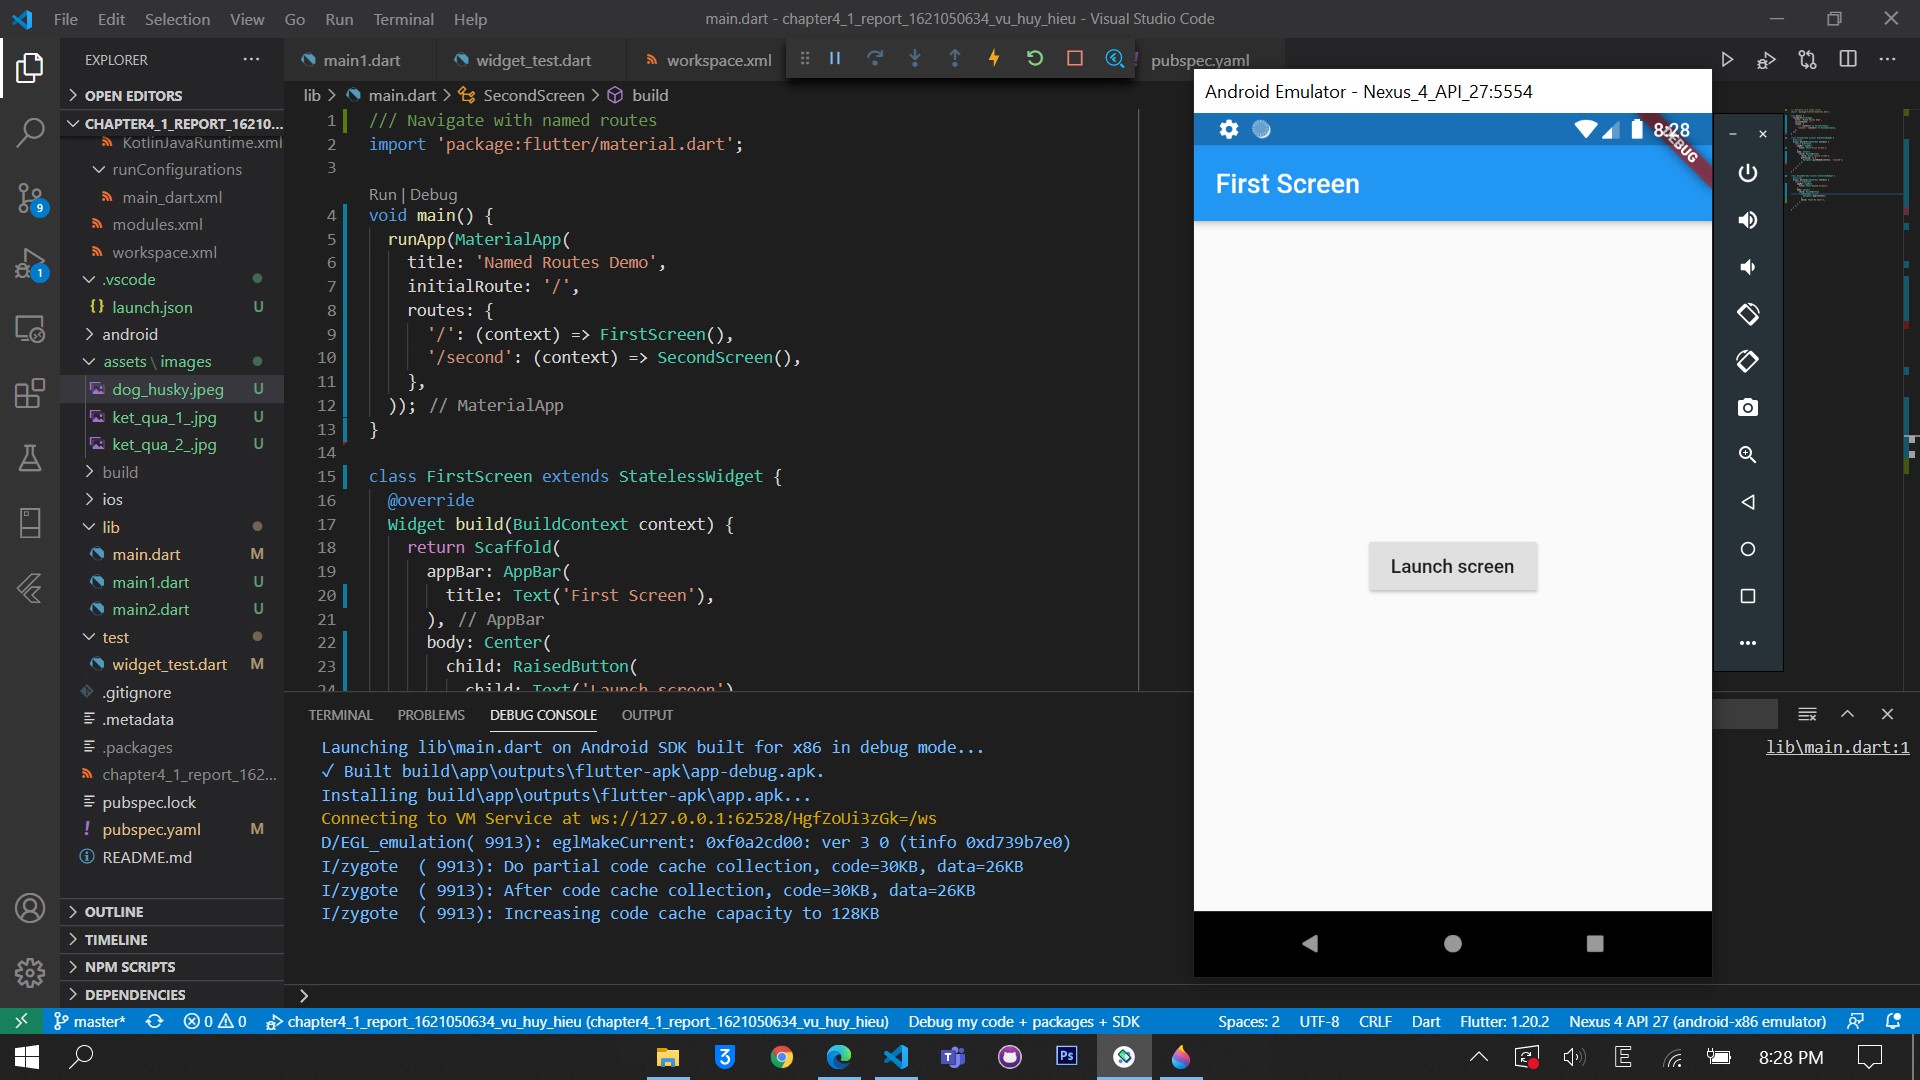 File Edit Selection View Go Run Terminal Help
main.dart - chapter4_1_report_1621050634_vu_huy_hieu - Visual Studio Code
EXPLORER
main1.dart
widget_test.dart
workspace.xml
pubspec.yaml
OPEN EDITORS
CHAPTER4_1_REPORT_16210...
KotlinJavaRuntime.xml
runConfigurations
main_dart.xml
modules.xml
workspace.xml
.vscode
launch.json U
android
assets \ images
dog_husky.jpeg U
ket_qua_1_.jpg U
ket_qua_2_.jpg U
build
ios
lib
main.dart M
main1.dart U
main2.dart U
test
widget_test.dart M
.gitignore
.metadata
.packages
chapter4_1_report_162...
pubspec.lock
pubspec.yaml M
README.md
OUTLINE
TIMELINE
NPM SCRIPTS
DEPENDENCIES
9
1
lib > main.dart > SecondScreen > build
1 /// Navigate with named routes
2 import 'package:flutter/material.dart';
3
Run | Debug
4 void main() {
5 runApp(MaterialApp(
6 title: 'Named Routes Demo',
7 initialRoute: '/',
8 routes: {
9 '/': (context) => FirstScreen(),
10 '/second': (context) => SecondScreen(),
11 },
12 )); // MaterialApp
13 }
14
15 class FirstScreen extends StatelessWidget {
16 @override
17 Widget build(BuildContext context) {
18 return Scaffold(
19 appBar: AppBar(
20 title: Text('First Screen'),
21 ), // AppBar
22 body: Center(
23 child: RaisedButton(
24 child: Text('Launch screen')
TERMINAL PROBLEMS DEBUG CONSOLE OUTPUT
Launching lib\main.dart on Android SDK built for x86 in debug mode...
lib\main.dart:1
✓ Built build\app\outputs\flutter-apk\app-debug.apk.
Installing build\app\outputs\flutter-apk\app.apk...
Connecting to VM Service at ws://127.0.0.1:62528/HgfZoUi3zGk=/ws
D/EGL_emulation( 9913): eglMakeCurrent: 0xf0a2cd00: ver 3 0 (tinfo 0xd739b7e0)
I/zygote ( 9913): Do partial code cache collection, code=30KB, data=26KB
I/zygote ( 9913): After code cache collection, code=30KB, data=26KB
I/zygote ( 9913): Increasing code cache capacity to 128KB
Android Emulator - Nexus_4_API_27:5554
8:28
DEBUG
First Screen
Launch screen
master* 0 0 chapter4_1_report_1621050634_vu_huy_hieu (chapter4_1_report_1621050634_vu_huy_hieu) Debug my code + packages + SDK Spaces: 2 UTF-8 CRLF Dart Flutter: 1.20.2 Nexus 4 API 27 (android-x86 emulator)
Ps
E
8:28 PM